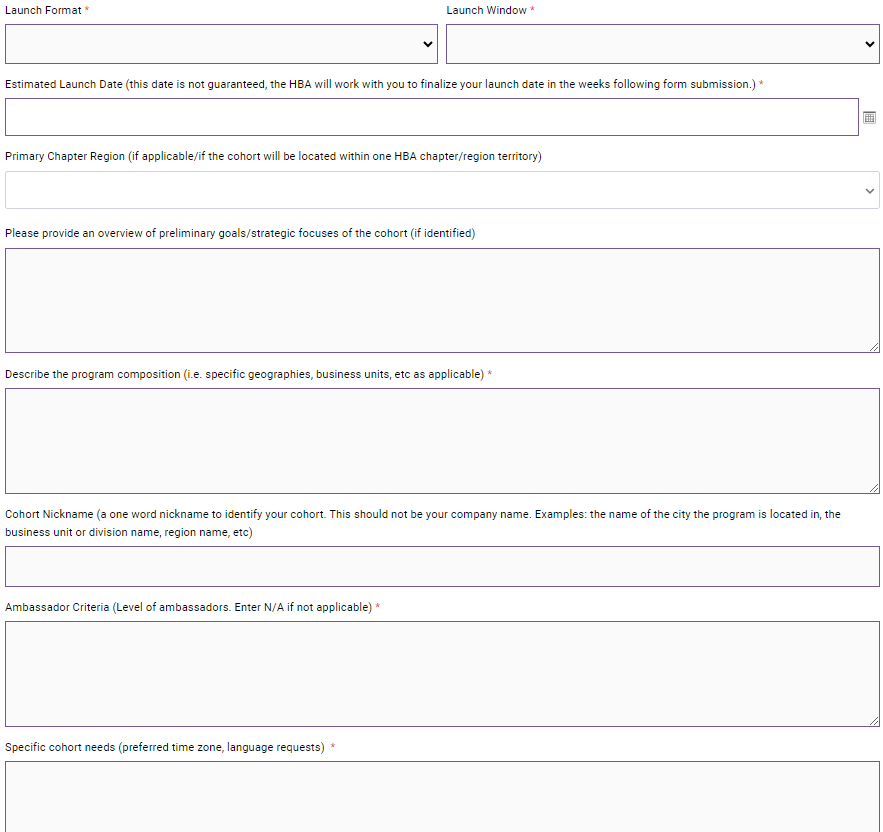 Launch Format *
Launch Window *
Estimated Launch Date (this date is not guaranteed, the HBA will work with you to finalize your launch date in the weeks following form submission.) *
Primary Chapter Region (if applicable/if the cohort will be located within one HBA chapter/region territory)
Please provide an overview of preliminary goals/strategic focuses of the cohort (if identified)
Describe the program composition (i.e. specific geographies, business units, etc as applicable) *
Cohort Nickname (a one word nickname to identify your cohort. This should not be your company name. Examples: the name of the city the program is located in, the
business unit or division name, region name, etc)
Ambassador Criteria (Level of ambassadors. Enter N/A if not applicable) *
Specific cohort needs (preferred time zone, language requests) *